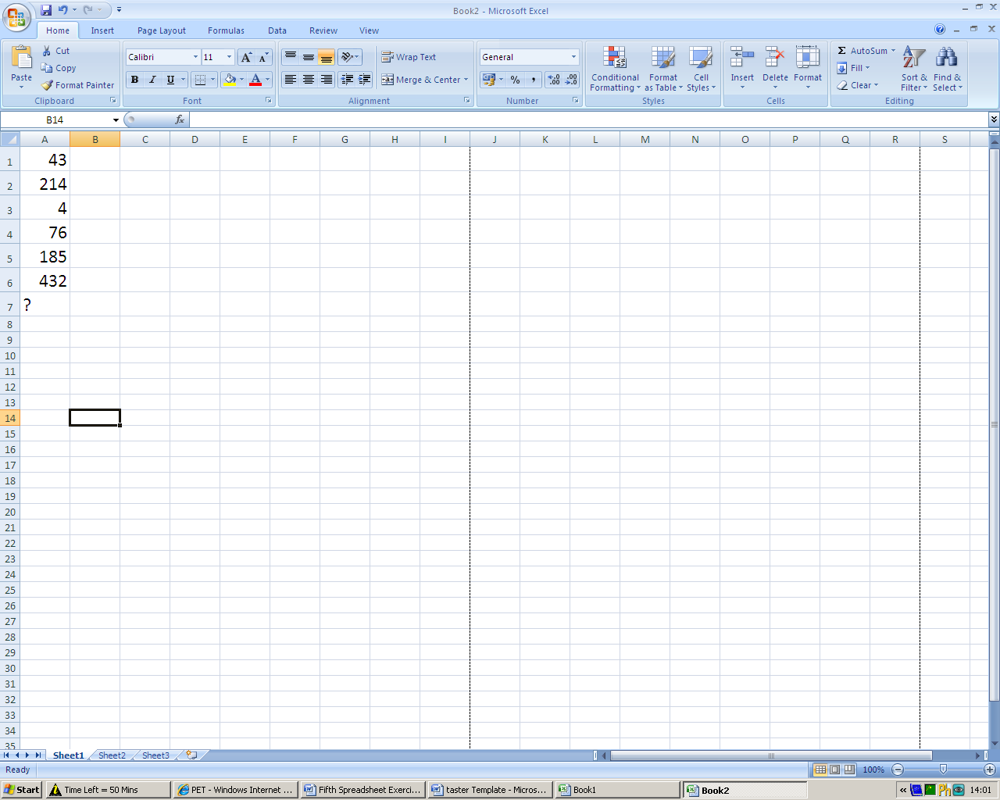 Book2 - Microsoft Excel
Home Insert Page Layout Formulas Data Review View
Paste Cut Copy Format Painter
Clipboard
Calibri 11
B I U A
Font
Wrap Text
Merge & Center
Alignment
General
% ,
Number
Conditional Formatting Format as Table Cell Styles
Styles
Insert Delete Format
Cells
Σ AutoSum
Fill
Clear
Sort & Filter Find & Select
Editing
B14 fx
A B C D E F G H I J K L M N O P Q R S
1 43
2 214
3 4
4 76
5 185
6 432
7 ?
8
9
10
11
12
13
14
15
16
17
18
19
20
21
22
23
24
25
26
27
28
29
30
31
32
33
34
35
Sheet1 Sheet2 Sheet3
Ready 100%
Start Time Left = 50 Mins PET - Windows Internet ... Fifth Spreadsheet Exerci... taster Template - Micros... Book1 Book2 « Ph 14:01